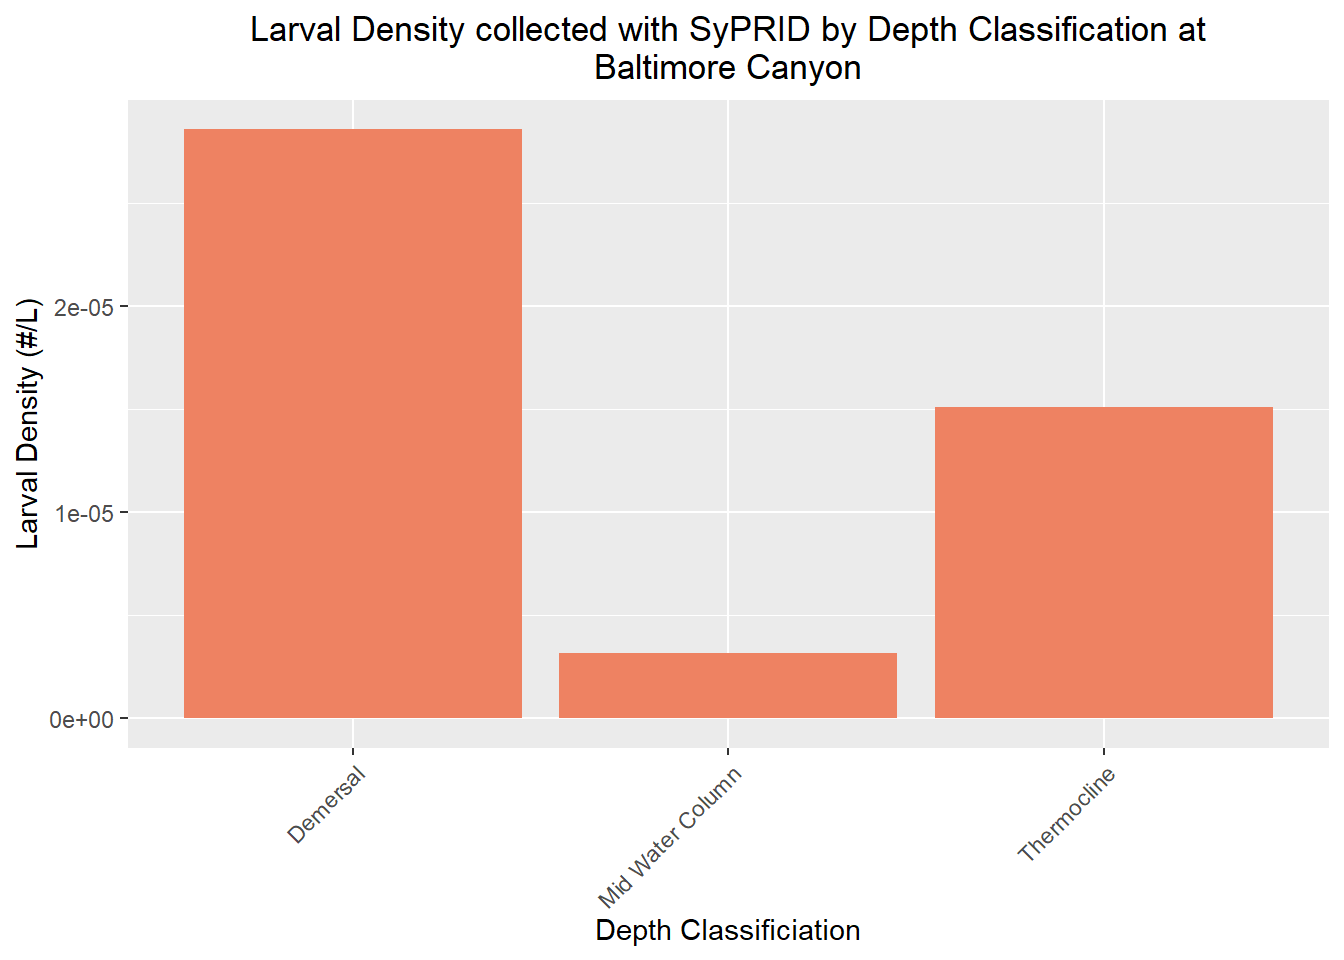 Larval Density collected with SyPRID by Depth Classification at
Baltimore Canyon
Larval Density (#/L)
2e-05
1e-05
0e+00
Demersal
Mid Water Column
Thermocline
Depth Classificiation